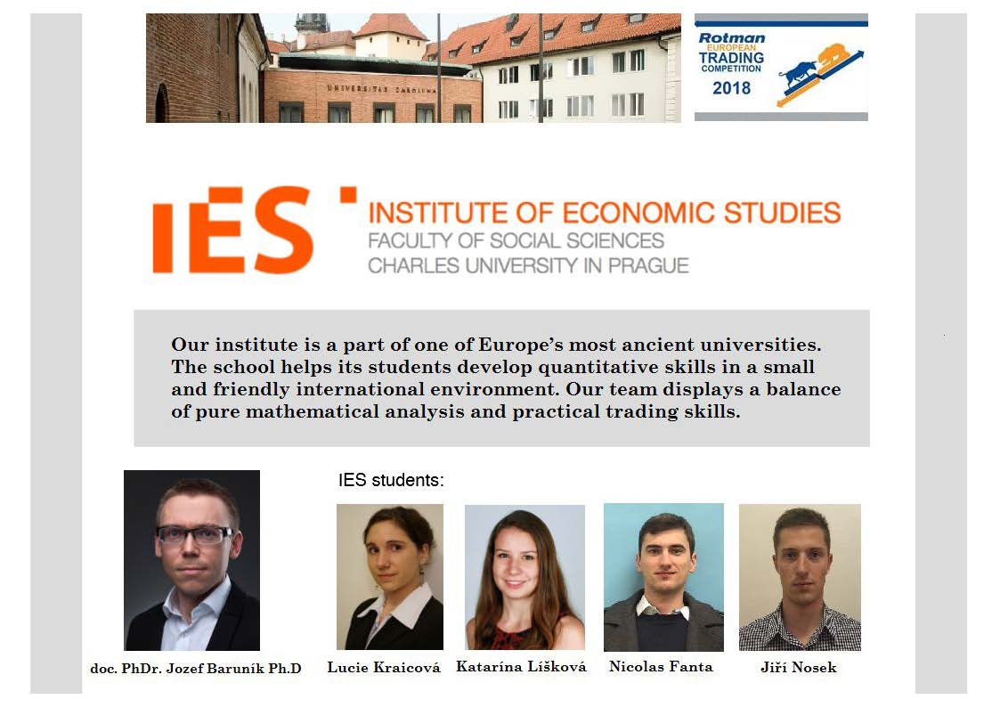 UNIVERSITAS CAROLINA
Rotman
EUROPEAN
TRADING
COMPETITION
2018
IES
INSTITUTE OF ECONOMIC STUDIES
FACULTY OF SOCIAL SCIENCES
CHARLES UNIVERSITY IN PRAGUE
Our institute is a part of one of Europe’s most ancient universities.
The school helps its students develop quantitative skills in a small
and friendly international environment. Our team displays a balance
of pure mathematical analysis and practical trading skills.
IES students:
doc. PhDr. Jozef Baruník Ph.D
Lucie Kraicová
Katarína Líšková
Nicolas Fanta
Jiří Nosek